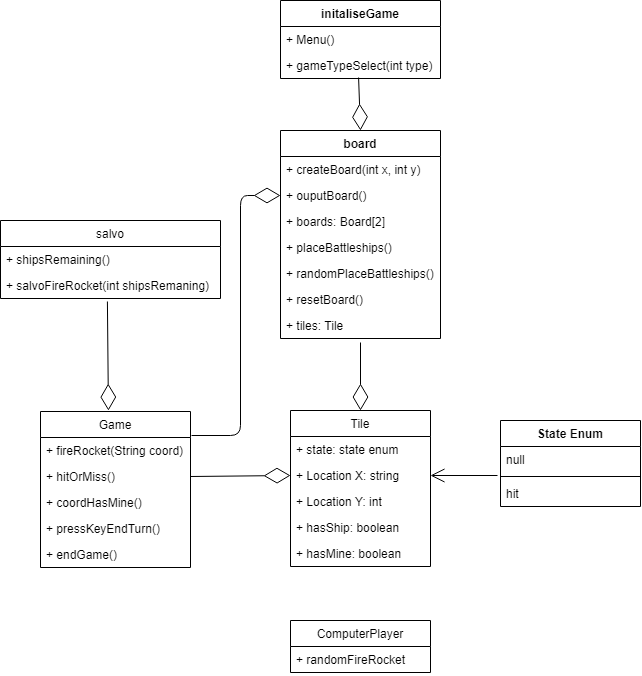 initaliseGame
+ Menu()
+ gameTypeSelect(int type)
board
+ createBoard(int x, int y)
+ ouputBoard()
+ boards: Board[2]
+ placeBattleships()
+ randomPlaceBattleships()
+ resetBoard()
+ tiles: Tile
salvo
+ shipsRemaining()
+ salvoFireRocket(int shipsRemaning)
Game
+ fireRocket(String coord)
+ hitOrMiss()
+ coordHasMine()
+ pressKeyEndTurn()
+ endGame()
Tile
+ state: state enum
+ Location X: string
+ Location Y: int
+ hasShip: boolean
+ hasMine: boolean
State Enum
null
hit
ComputerPlayer
+ randomFireRocket